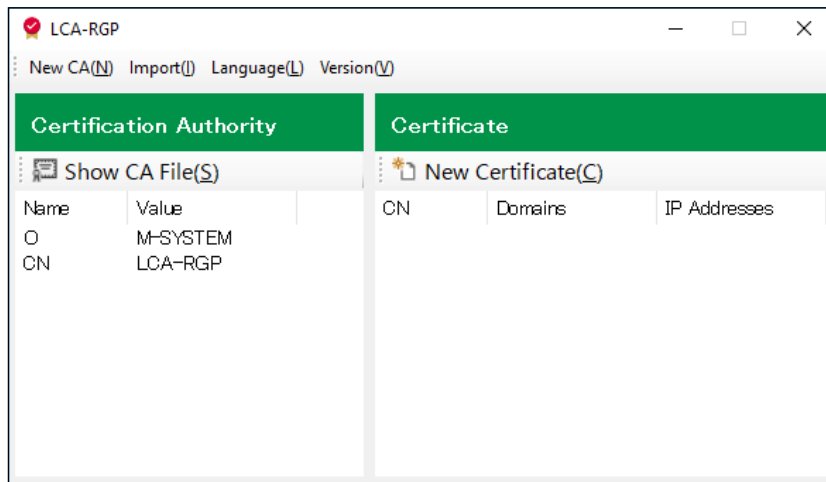 LCA-RGP
New CA(N) Import(I) Language(L) Version(V)
Certification Authority
Show CA File(S)
Name Value
O M-SYSTEM
CN LCA-RGP
Certificate
New Certificate(C)
CN Domains IP Addresses